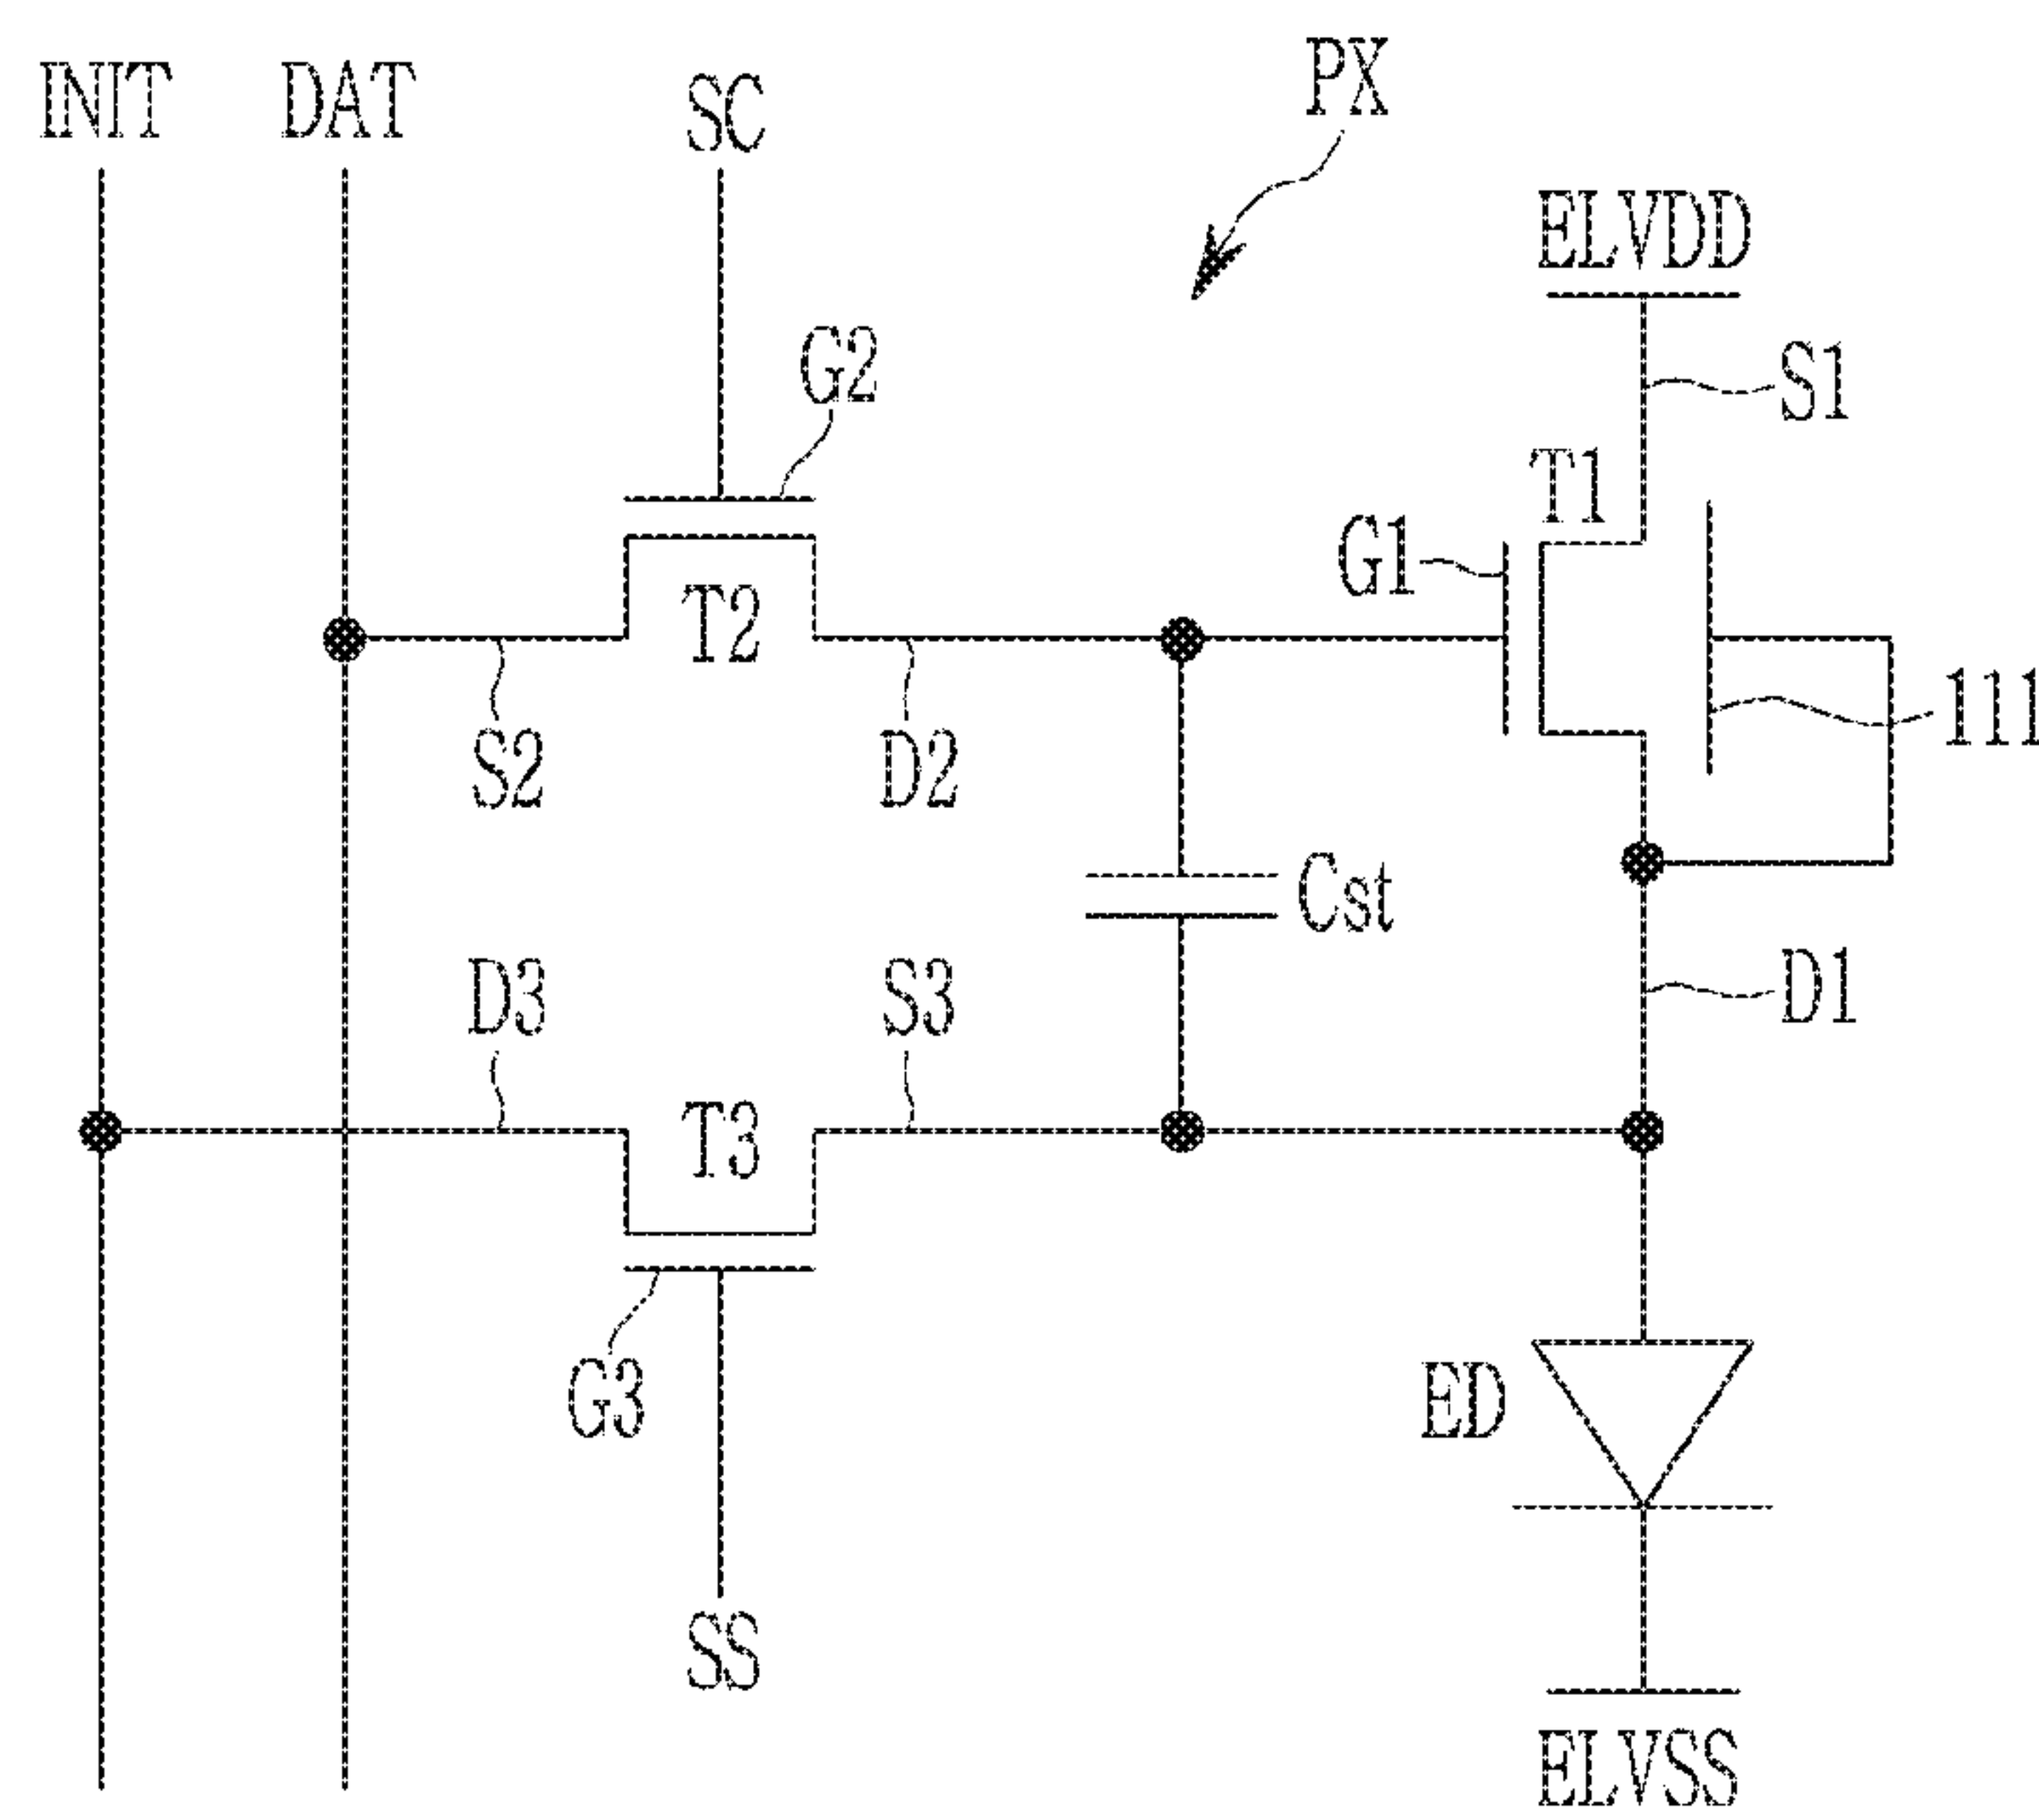 PX
INIT
DAT
SC
ELVDD
G2
S1
T1
G1
T2
111
S2
D2
Cst
D3
S3
D1
T3
G3
ED
SS
ELVSS